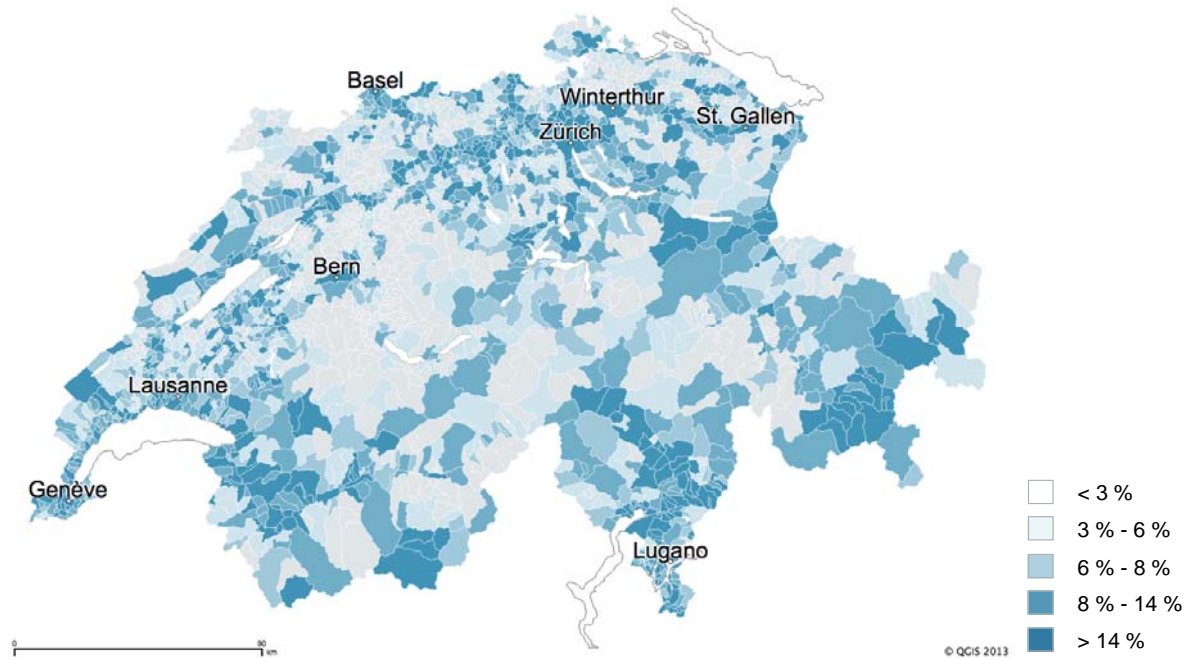 Basel
Winterthur
St. Gallen
Zürich
Bern
Lausanne
Genève
Lugano
< 3 %
3 % - 6 %
6 % - 8 %
8 % - 14 %
> 14 %
0
90
km
© QGIS 2013